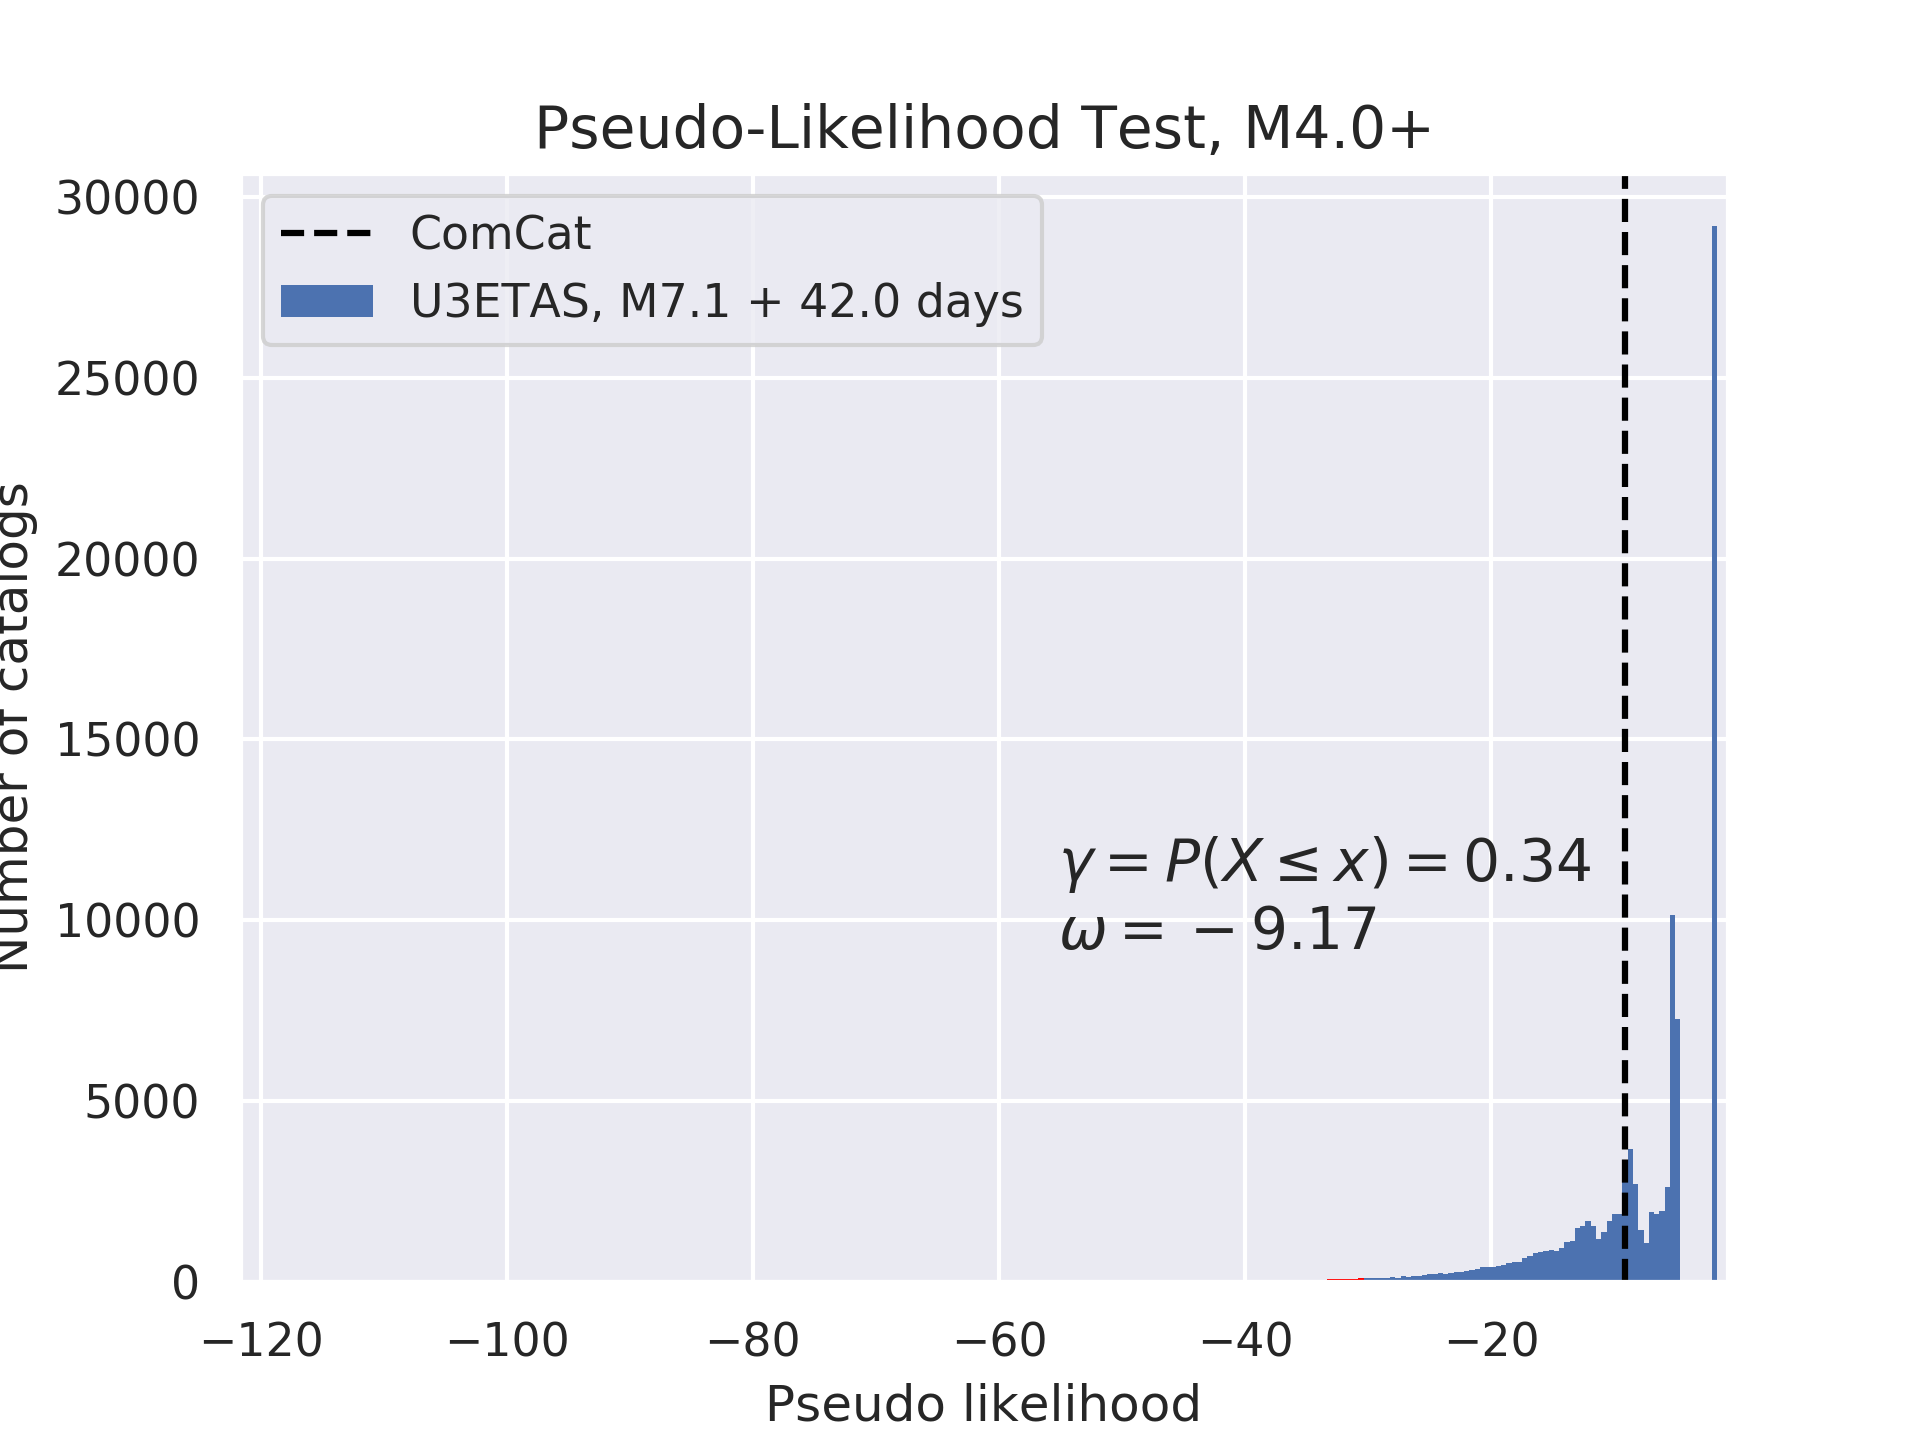 Pseudo-Likelihood Test, M4.0+
30000
25000
20000
15000
10000
5000
0
Number of catalogs
ComCat
U3ETAS, M7.1 + 42.0 days
γ = P(X ≤ x) = 0.34
ω = −9.17
−120 −100 −80 −60 −40 −20
Pseudo likelihood